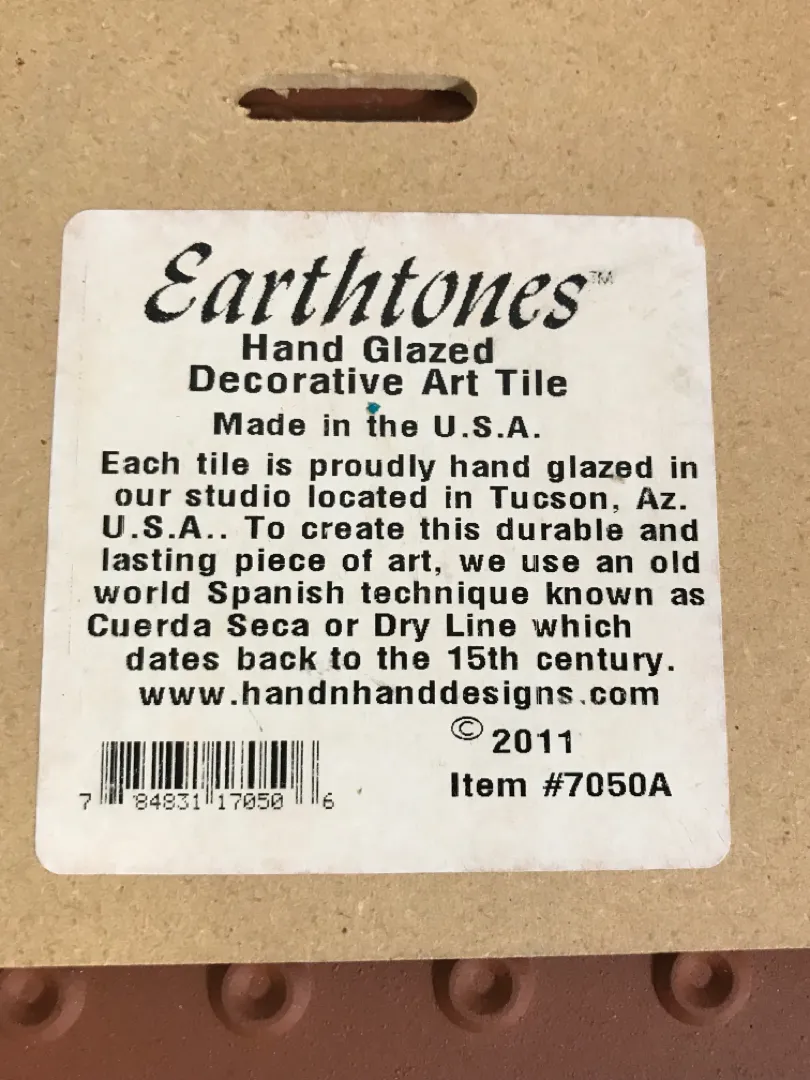 Earthtones™
Hand Glazed
Decorative Art Tile
Made in the U.S.A.
Each tile is proudly hand glazed in
our studio located in Tucson, Az.
U.S.A.. To create this durable and
lasting piece of art, we use an old
world Spanish technique known as
Cuerda Seca or Dry Line which
dates back to the 15th century.
www.handnhanddesigns.com
© 2011
Item #7050A
7 84831 17050 6